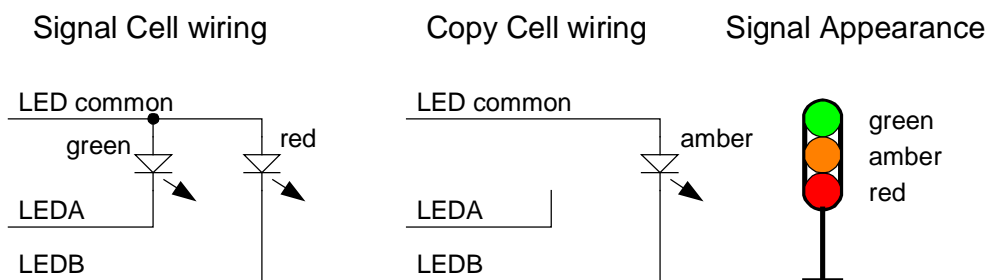 Signal Cell wiring
LED common
green
red
LEDA
LEDB
Copy Cell wiring
LED common
amber
LEDA
LEDB
Signal Appearance
green
amber
red